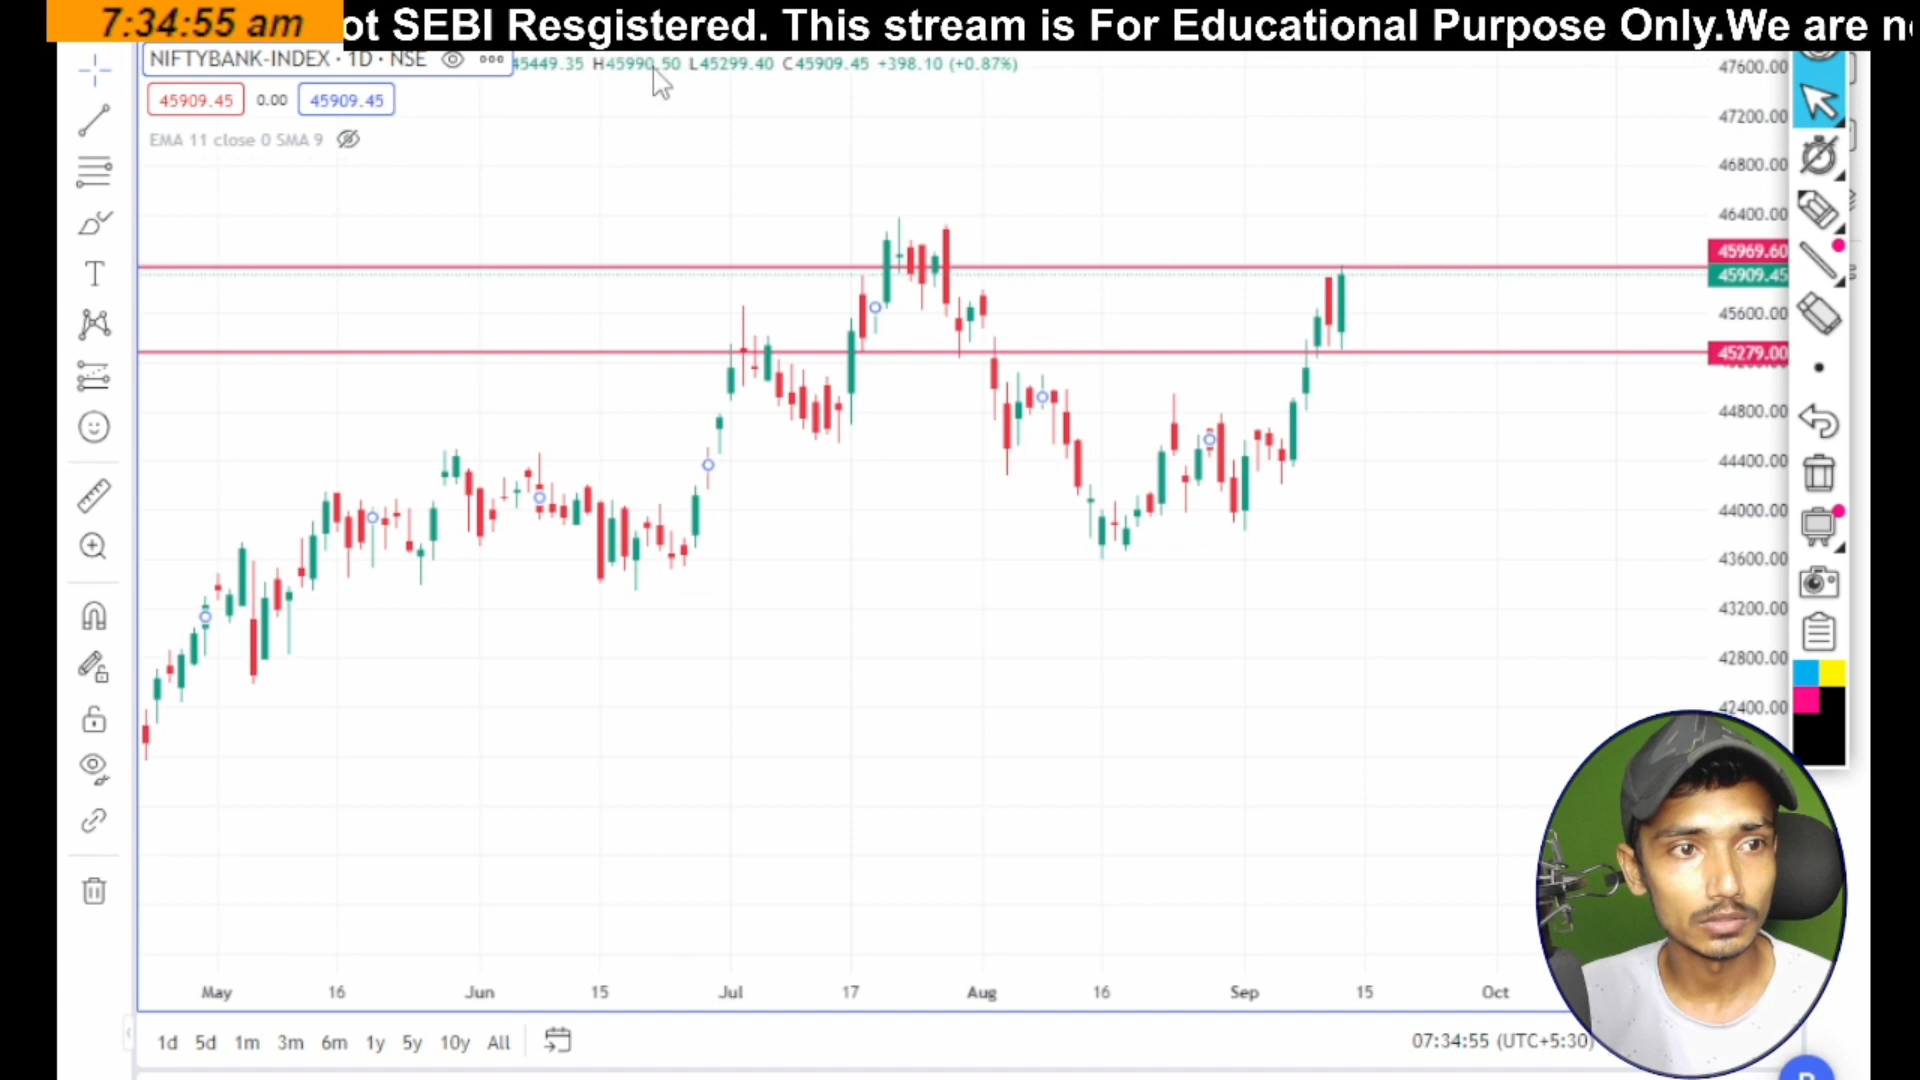 7:34:55 am
ot SEBI Resgistered. This stream is For Educational Purpose Only.We are n
NIFTYBANK-INDEX · 1D · NSE
45449.35 H45990.50 L45299.40 C45909.45 +398.10 (+0.87%)
45909.45 0.00 45909.45
EMA 11 close 0 SMA 9
47600.00
47200.00
46800.00
46400.00
45969.60
45909.45
45600.00
45279.00
44800.00
44400.00
44000.00
43600.00
43200.00
42800.00
42400.00
May 16 Jun 15 Jul 17 Aug 16 Sep 15 Oct
1d 5d 1m 3m 6m 1y 5y 10y All
07:34:55 (UTC+5:30)